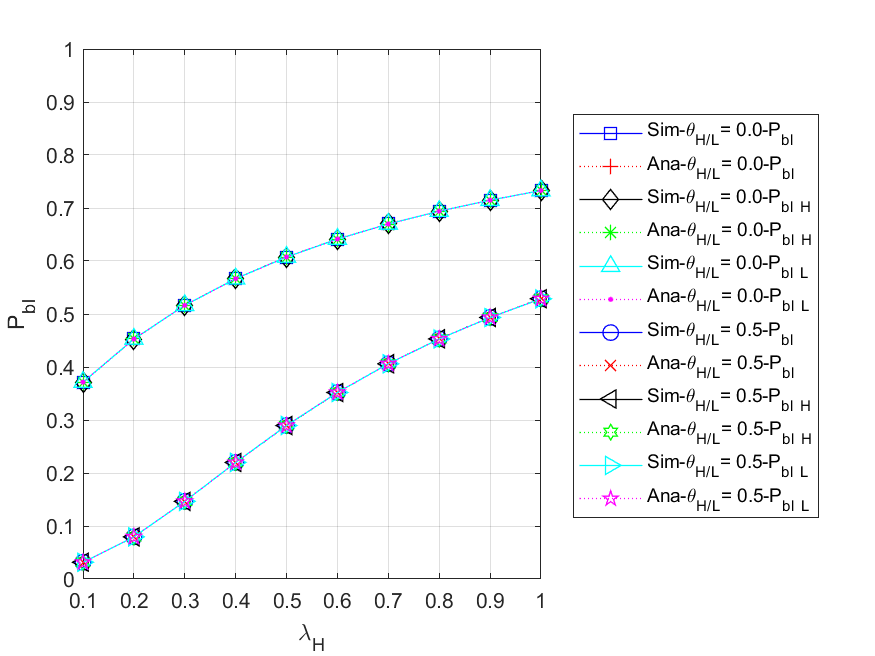 1
0.9
0.8
0.7
0.6
0.5
0.4
0.3
0.2
0.1
0
P_bl
0.1 0.2 0.3 0.4 0.5 0.6 0.7 0.8 0.9 1
λ_H
Sim-θ_H/L= 0.0-P_bl
Ana-θ_H/L= 0.0-P_bl
Sim-θ_H/L= 0.0-P_bl H
Ana-θ_H/L= 0.0-P_bl H
Sim-θ_H/L= 0.0-P_bl L
Ana-θ_H/L= 0.0-P_bl L
Sim-θ_H/L= 0.5-P_bl
Ana-θ_H/L= 0.5-P_bl
Sim-θ_H/L= 0.5-P_bl H
Ana-θ_H/L= 0.5-P_bl H
Sim-θ_H/L= 0.5-P_bl L
Ana-θ_H/L= 0.5-P_bl L